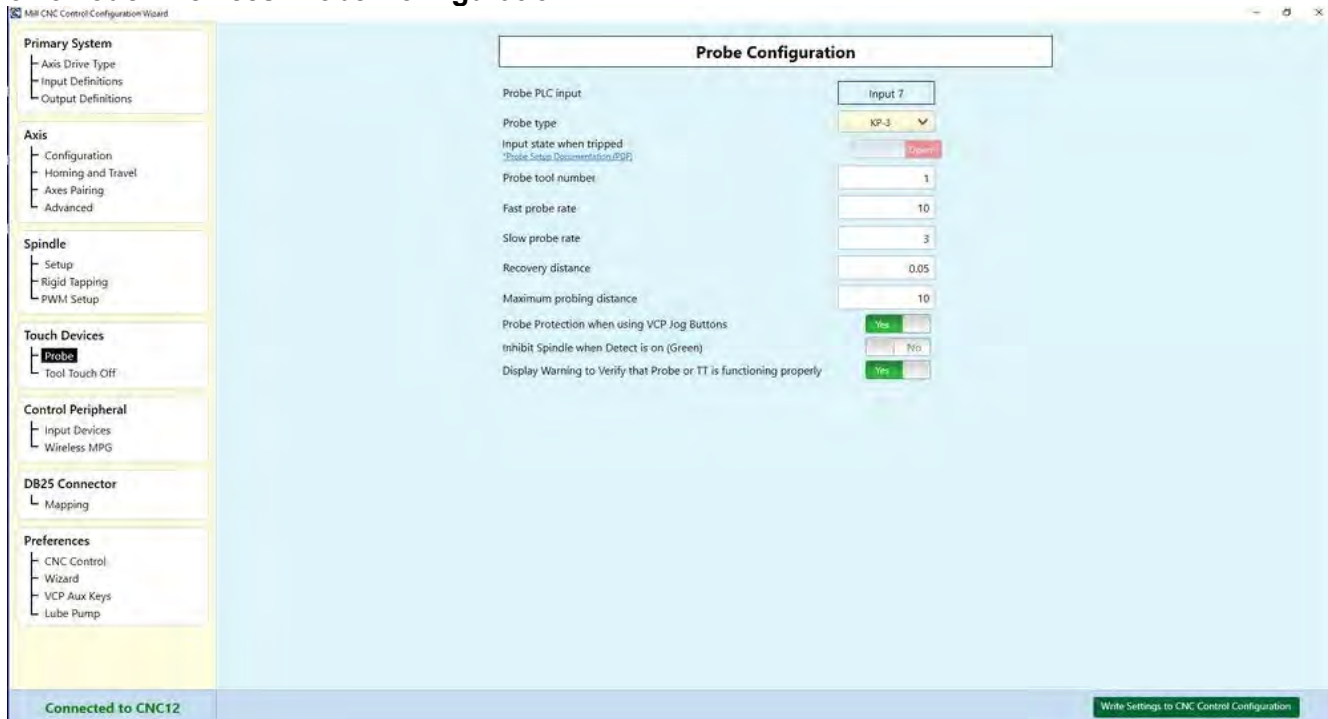 Mill CNC Control Configuration Wizard
Primary System
Axis Drive Type
Input Definitions
Output Definitions
Axis
Configuration
Homing and Travel
Axes Pairing
Advanced
Spindle
Setup
Rigid Tapping
PWM Setup
Touch Devices
Probe
Tool Touch Off
Control Peripheral
Input Devices
Wireless MPG
DB25 Connector
Mapping
Preferences
CNC Control
Wizard
VCP Aux Keys
Lube Pump
Connected to CNC12
Probe Configuration
Probe PLC input Input 7
Probe type KP-3
Input state when tripped Open
*Probe Setup Documentation (PDF)
Probe tool number 1
Fast probe rate 10
Slow probe rate 3
Recovery distance 0.05
Maximum probing distance 10
Probe Protection when using VCP Jog Buttons Yes
Inhibit Spindle when Detect is on (Green) No
Display Warning to Verify that Probe or TT is functioning properly Yes
Write Settings to CNC Control Configuration